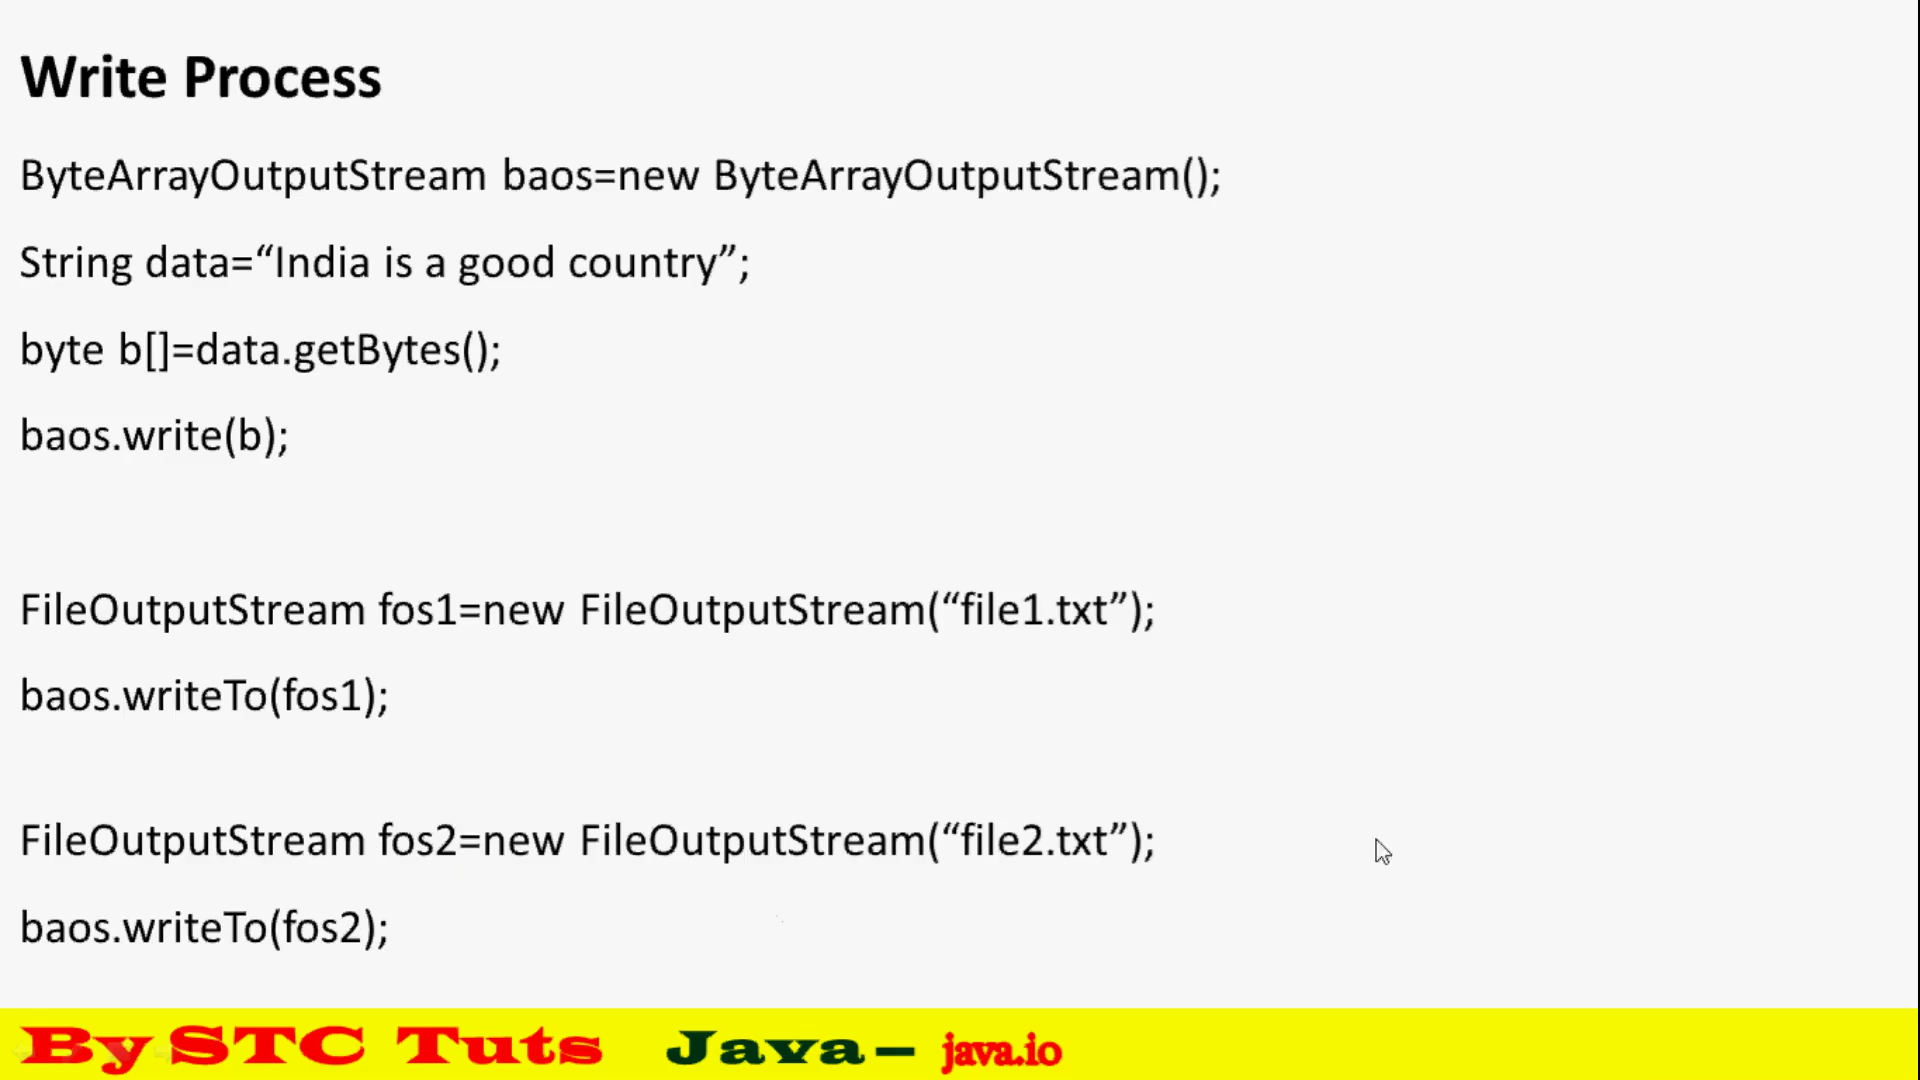 Write Process
ByteArrayOutputStream baos=new ByteArrayOutputStream();
String data=“India is a good country”;
byte b[]=data.getBytes();
baos.write(b);
FileOutputStream fos1=new FileOutputStream(“file1.txt”);
baos.writeTo(fos1);
FileOutputStream fos2=new FileOutputStream(“file2.txt”);
baos.writeTo(fos2);
By STC Tuts Java – java.io